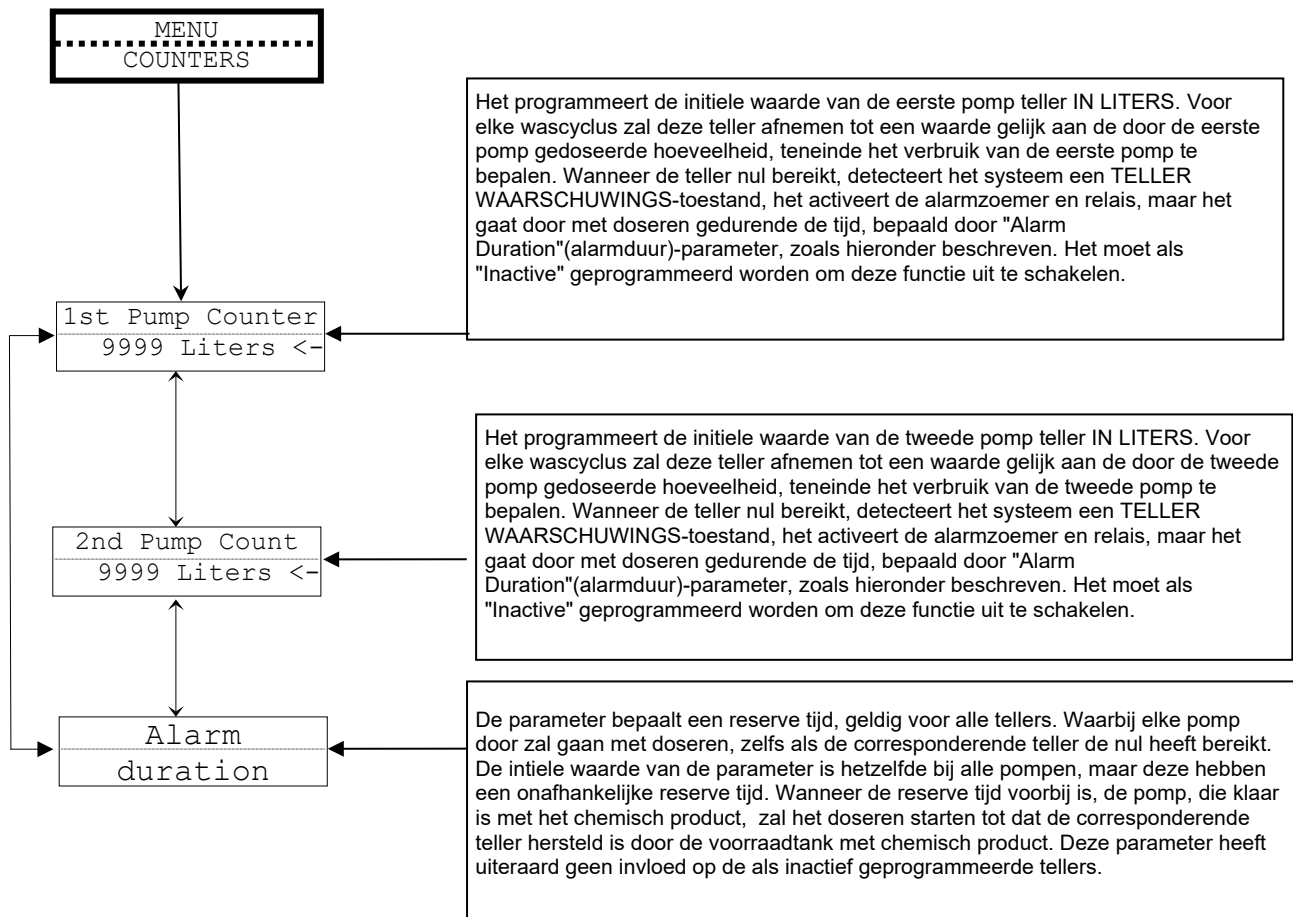 MENU
COUNTERS
Het programmeert de initiele waarde van de eerste pomp teller IN LITERS. Voor
elke wascyclus zal deze teller afnemen tot een waarde gelijk aan de door de eerste
pomp gedoseerde hoeveelheid, teneinde het verbruik van de eerste pomp te
bepalen. Wanneer de teller nul bereikt, detecteert het systeem een TELLER
WAARSCHUWINGS-toestand, het activeert de alarmzoemer en relais, maar het
gaat door met doseren gedurende de tijd, bepaald door "Alarm
Duration"(alarmduur)-parameter, zoals hieronder beschreven. Het moet als
"Inactive" geprogrammeerd worden om deze functie uit te schakelen.
1st Pump Counter
9999 Liters <-
Het programmeert de initiele waarde van de tweede pomp teller IN LITERS. Voor
elke wascyclus zal deze teller afnemen tot een waarde gelijk aan de door de tweede
pomp gedoseerde hoeveelheid, teneinde het verbruik van de tweede pomp te
bepalen. Wanneer de teller nul bereikt, detecteert het systeem een TELLER
WAARSCHUWINGS-toestand, het activeert de alarmzoemer en relais, maar het
gaat door met doseren gedurende de tijd, bepaald door "Alarm
Duration"(alarmduur)-parameter, zoals hieronder beschreven. Het moet als
"Inactive" geprogrammeerd worden om deze functie uit te schakelen.
2nd Pump Count
9999 Liters <-
De parameter bepaalt een reserve tijd, geldig voor alle tellers. Waarbij elke pomp
door zal gaan met doseren, zelfs als de corresponderende teller de nul heeft bereikt.
De intiele waarde van de parameter is hetzelfde bij alle pompen, maar deze hebben
een onafhankelijke reserve tijd. Wanneer de reserve tijd voorbij is, de pomp, die klaar
is met het chemisch product, zal het doseren starten tot dat de corresponderende
teller hersteld is door de voorraadtank met chemisch product. Deze parameter heeft
uiteraard geen invloed op de als inactief geprogrammeerde tellers.
Alarm
duration